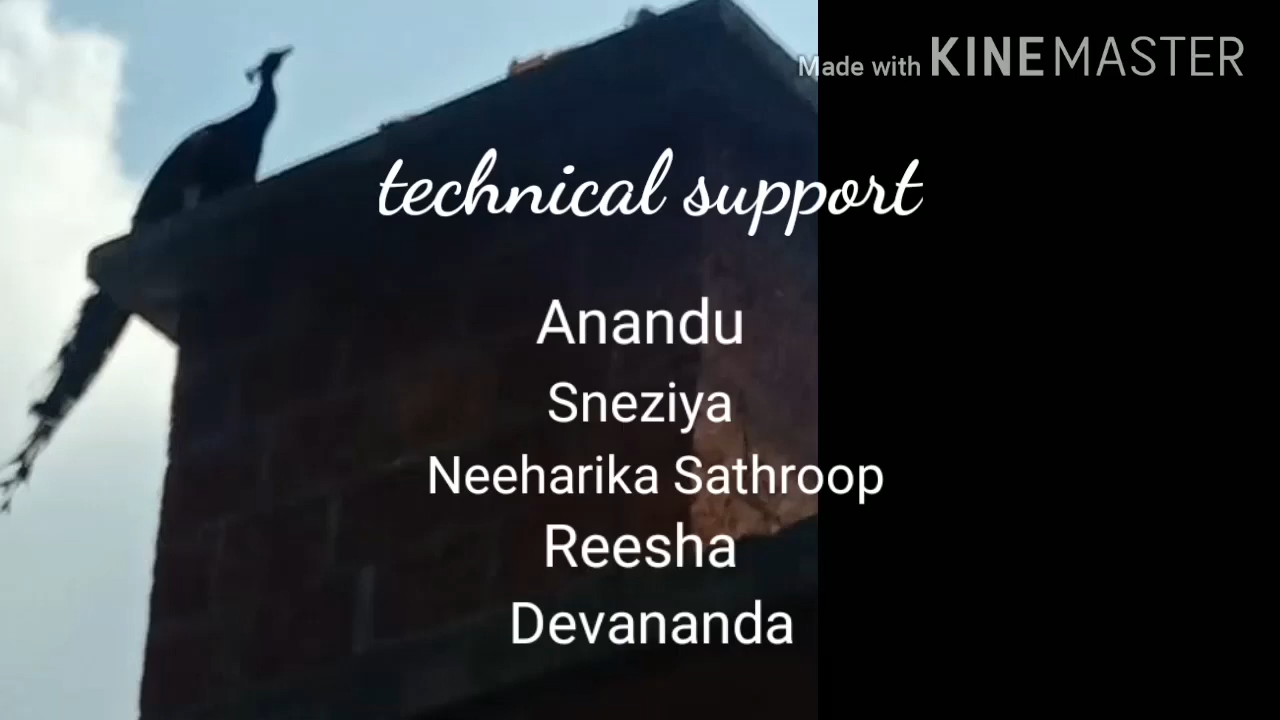 Made with KINEMASTER
technical support
Anandu
Sneziya
Neeharika Sathroop
Reesha
Devananda